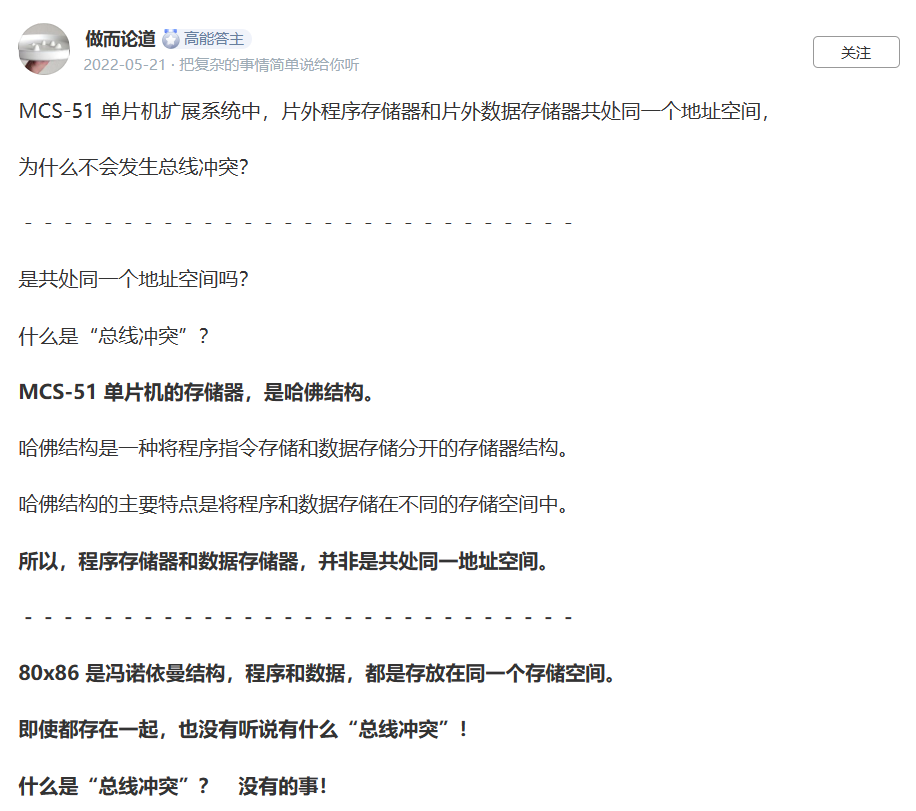 做而论道 高能答主
2022-05-21 · 把复杂的事情简单说给你听
关注
MCS-51 单片机扩展系统中，片外程序存储器和片外数据存储器共处同一个地址空间，
为什么不会发生总线冲突？
- - - - - - - - - - - - - - - - - - - - - - - - - - - -
是共处同一个地址空间吗？
什么是“总线冲突”？
MCS-51 单片机的存储器，是哈佛结构。
哈佛结构是一种将程序指令存储和数据存储分开的存储器结构。
哈佛结构的主要特点是将程序和数据存储在不同的存储空间中。
所以，程序存储器和数据存储器，并非是共处同一地址空间。
- - - - - - - - - - - - - - - - - - - - - - - - - - - -
80x86 是冯诺依曼结构，程序和数据，都是存放在同一个存储空间。
即使都存在一起，也没有听说有什么“总线冲突”！
什么是“总线冲突”？ 没有的事！